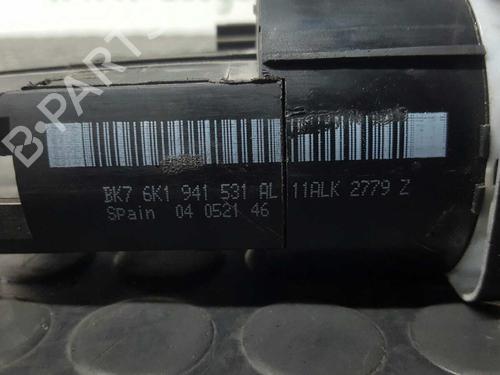 BK7 6K1 941 531 AL 11ALK 2779 Z
Spain 04 0521 46
B-PARTS